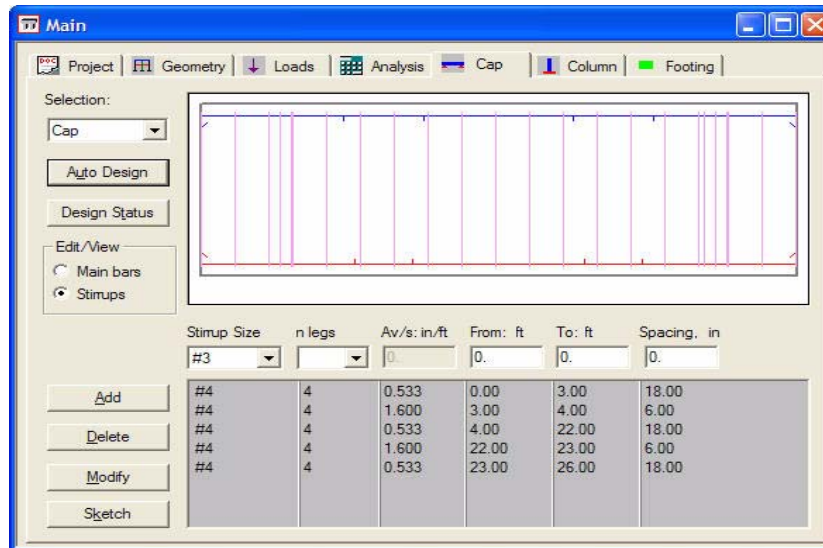 Main
Project Geometry Loads Analysis Cap Column Footing
Selection:
Cap
Auto Design
Design Status
Edit/View
Main bars
Stirrups
Stirrup Size n legs Av/s: in/ft From: ft To: ft Spacing, in
#3 0. 0. 0. 0.
Add
Delete
Modify
Sketch
#4 4 0.533 0.00 3.00 18.00
#4 4 1.600 3.00 4.00 6.00
#4 4 0.533 4.00 22.00 18.00
#4 4 1.600 22.00 23.00 6.00
#4 4 0.533 23.00 26.00 18.00